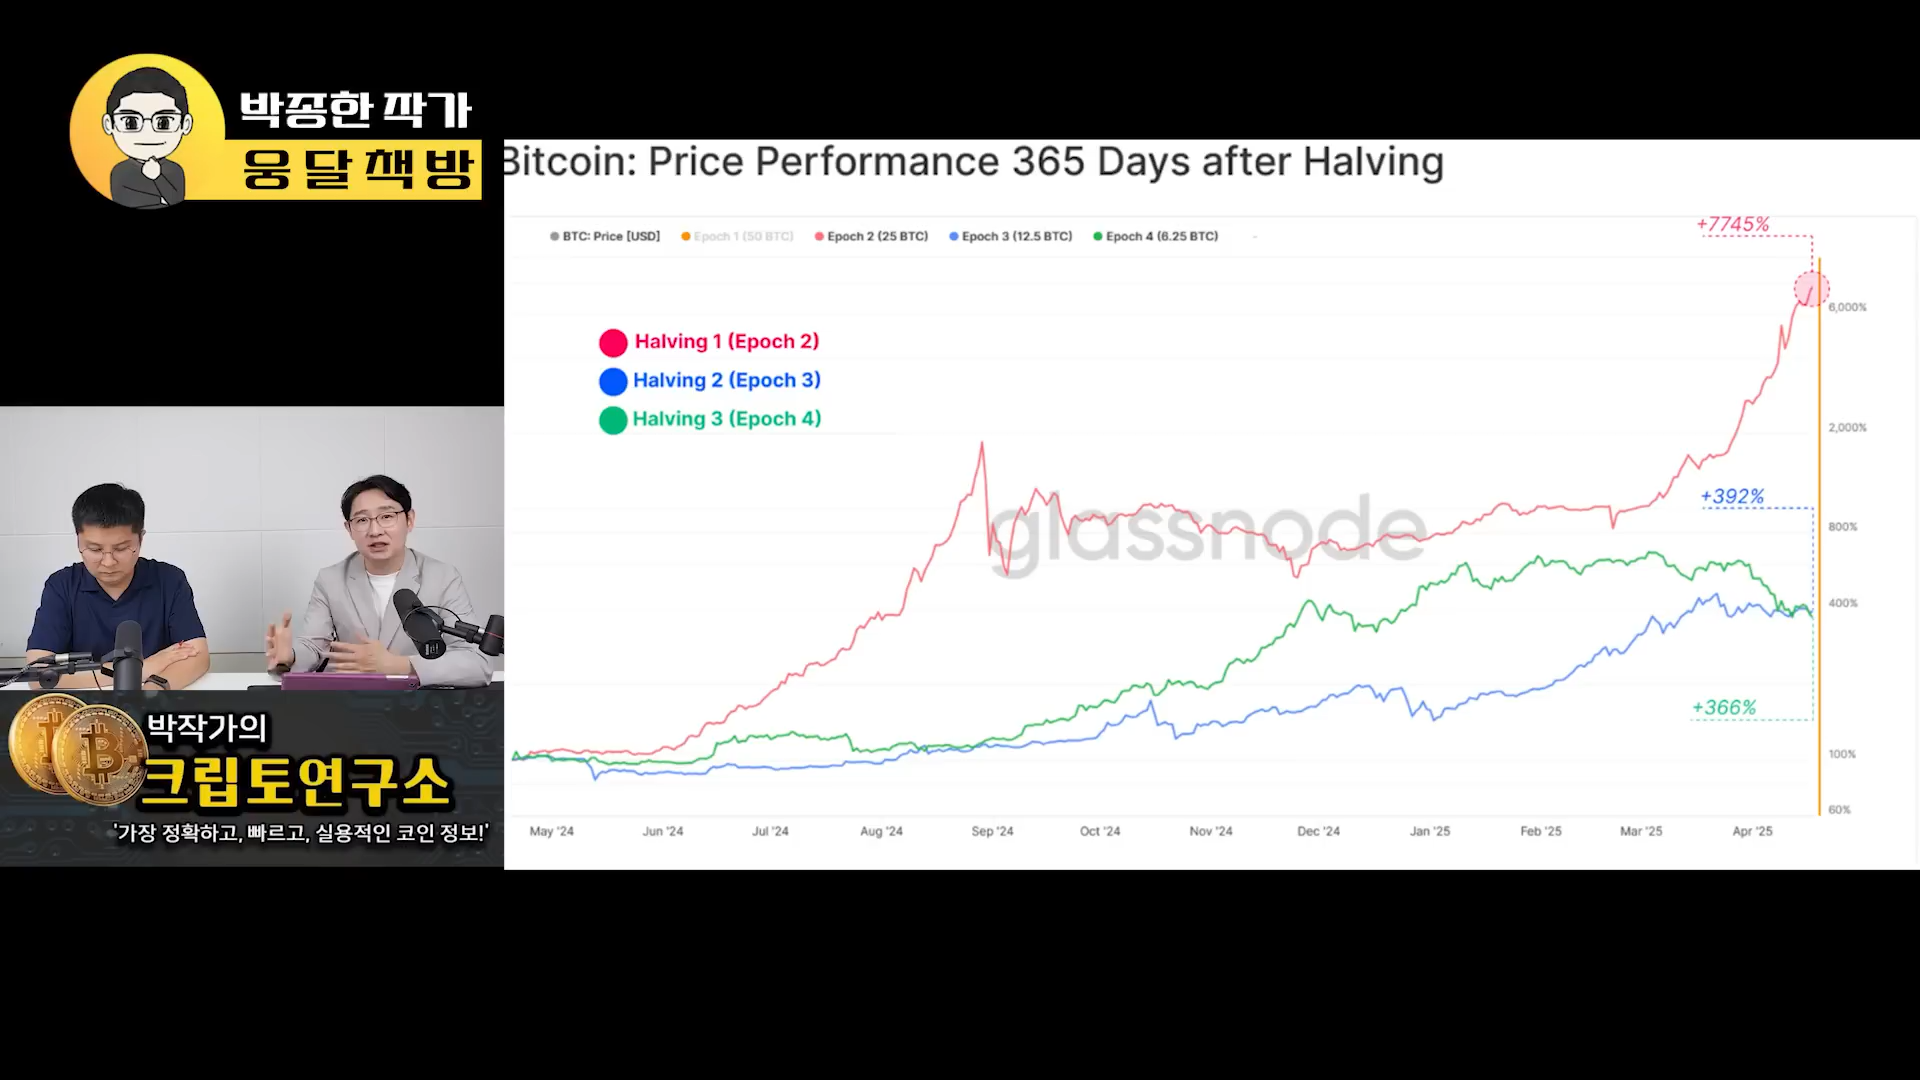 박종한 작가
웅달책방
Bitcoin: Price Performance 365 Days after Halving
BTC: Price [USD]
Epoch 1 (50 BTC)
Epoch 2 (25 BTC)
Epoch 3 (12.5 BTC)
Epoch 4 (6.25 BTC)
+7745%
Halving 1 (Epoch 2)
Halving 2 (Epoch 3)
Halving 3 (Epoch 4)
6,000%
2,000%
+392%
800%
glassnode
400%
+366%
100%
60%
May '24
Jun '24
Jul '24
Aug '24
Sep '24
Oct '24
Nov '24
Dec '24
Jan '25
Feb '25
Mar '25
Apr '25
박작가의
크립토연구소
'가장 정확하고, 빠르고, 실용적인 코인 정보!'